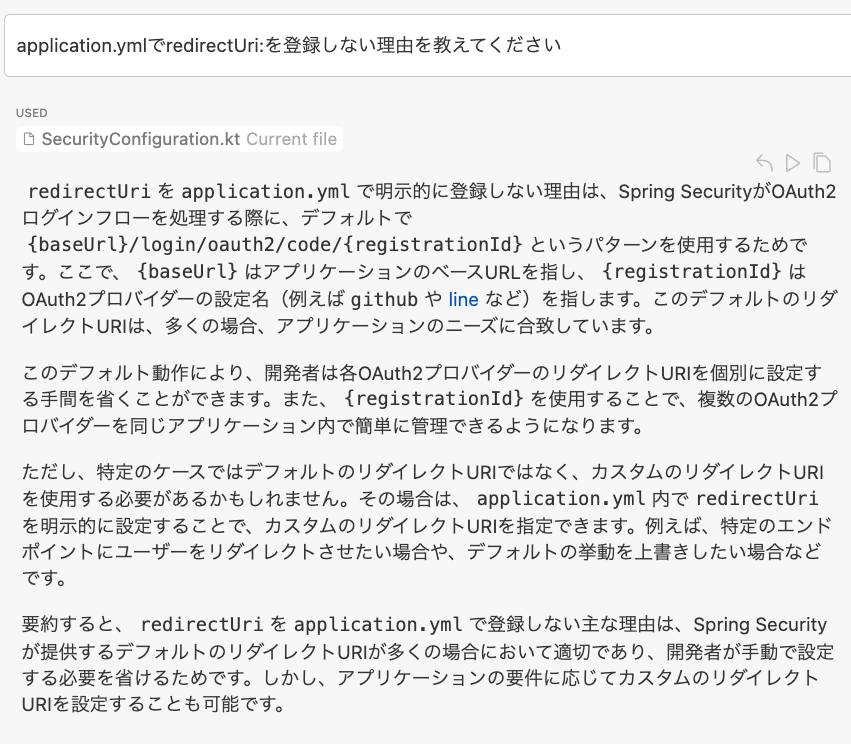 application.ymlでredirectUri:を登録しない理由を教えてください
USED
SecurityConfiguration.kt Current file
redirectUri を application.yml で明示的に登録しない理由は、Spring SecurityがOAuth2
ログインフローを処理する際に、デフォルトで
{baseUrl}/login/oauth2/code/{registrationId} というパターンを使用するためで
す。ここで、 {baseUrl} はアプリケーションのベースURLを指し、 {registrationId} は
OAuth2プロバイダーの設定名（例えば github や line など）を指します。このデフォルトのリダ
イレクトURIは、多くの場合、アプリケーションのニーズに合致しています。
このデフォルト動作により、開発者は各OAuth2プロバイダーのリダイレクトURIを個別に設定す
る手間を省くことができます。また、 {registrationId} を使用することで、複数のOAuth2プ
ロバイダーを同じアプリケーション内で簡単に管理できるようになります。
ただし、特定のケースではデフォルトのリダイレクトURIではなく、カスタムのリダイレクトURI
を使用する必要があるかもしれません。その場合は、 application.yml 内で redirectUri
を明示的に設定することで、カスタムのリダイレクトURIを指定できます。例えば、特定のエンド
ポイントにユーザーをリダイレクトさせたい場合や、デフォルトの挙動を上書きしたい場合など
です。
要約すると、 redirectUri を application.yml で登録しない主な理由は、Spring Security
が提供するデフォルトのリダイレクトURIが多くの場合において適切であり、開発者が手動で設定
する必要を省けるためです。しかし、アプリケーションの要件に応じてカスタムのリダイレクト
URIを設定することも可能です。